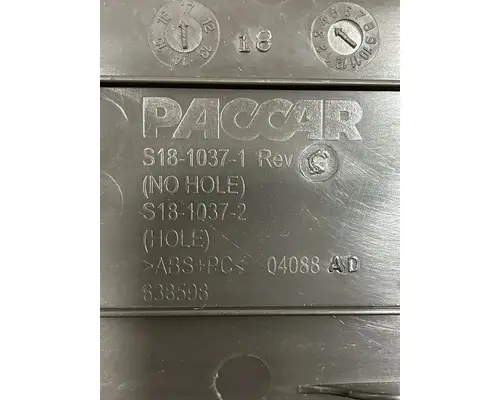 18
PACCAR
S18-1037-1 Rev C
(NO HOLE)
S18-1037-2
(HOLE)
>ABS+PC< 04088 AD
638598